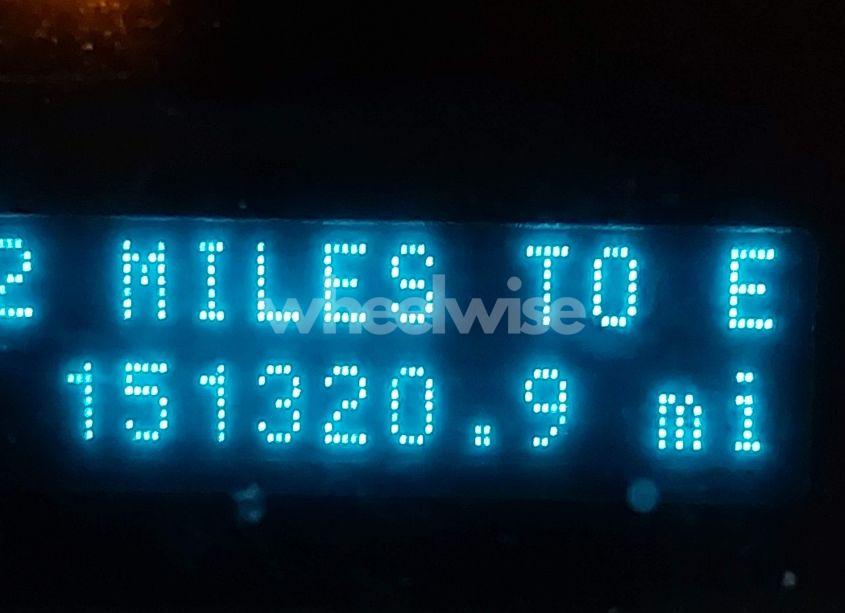 2 MILES TO E
151320.9 mi
wheelwise